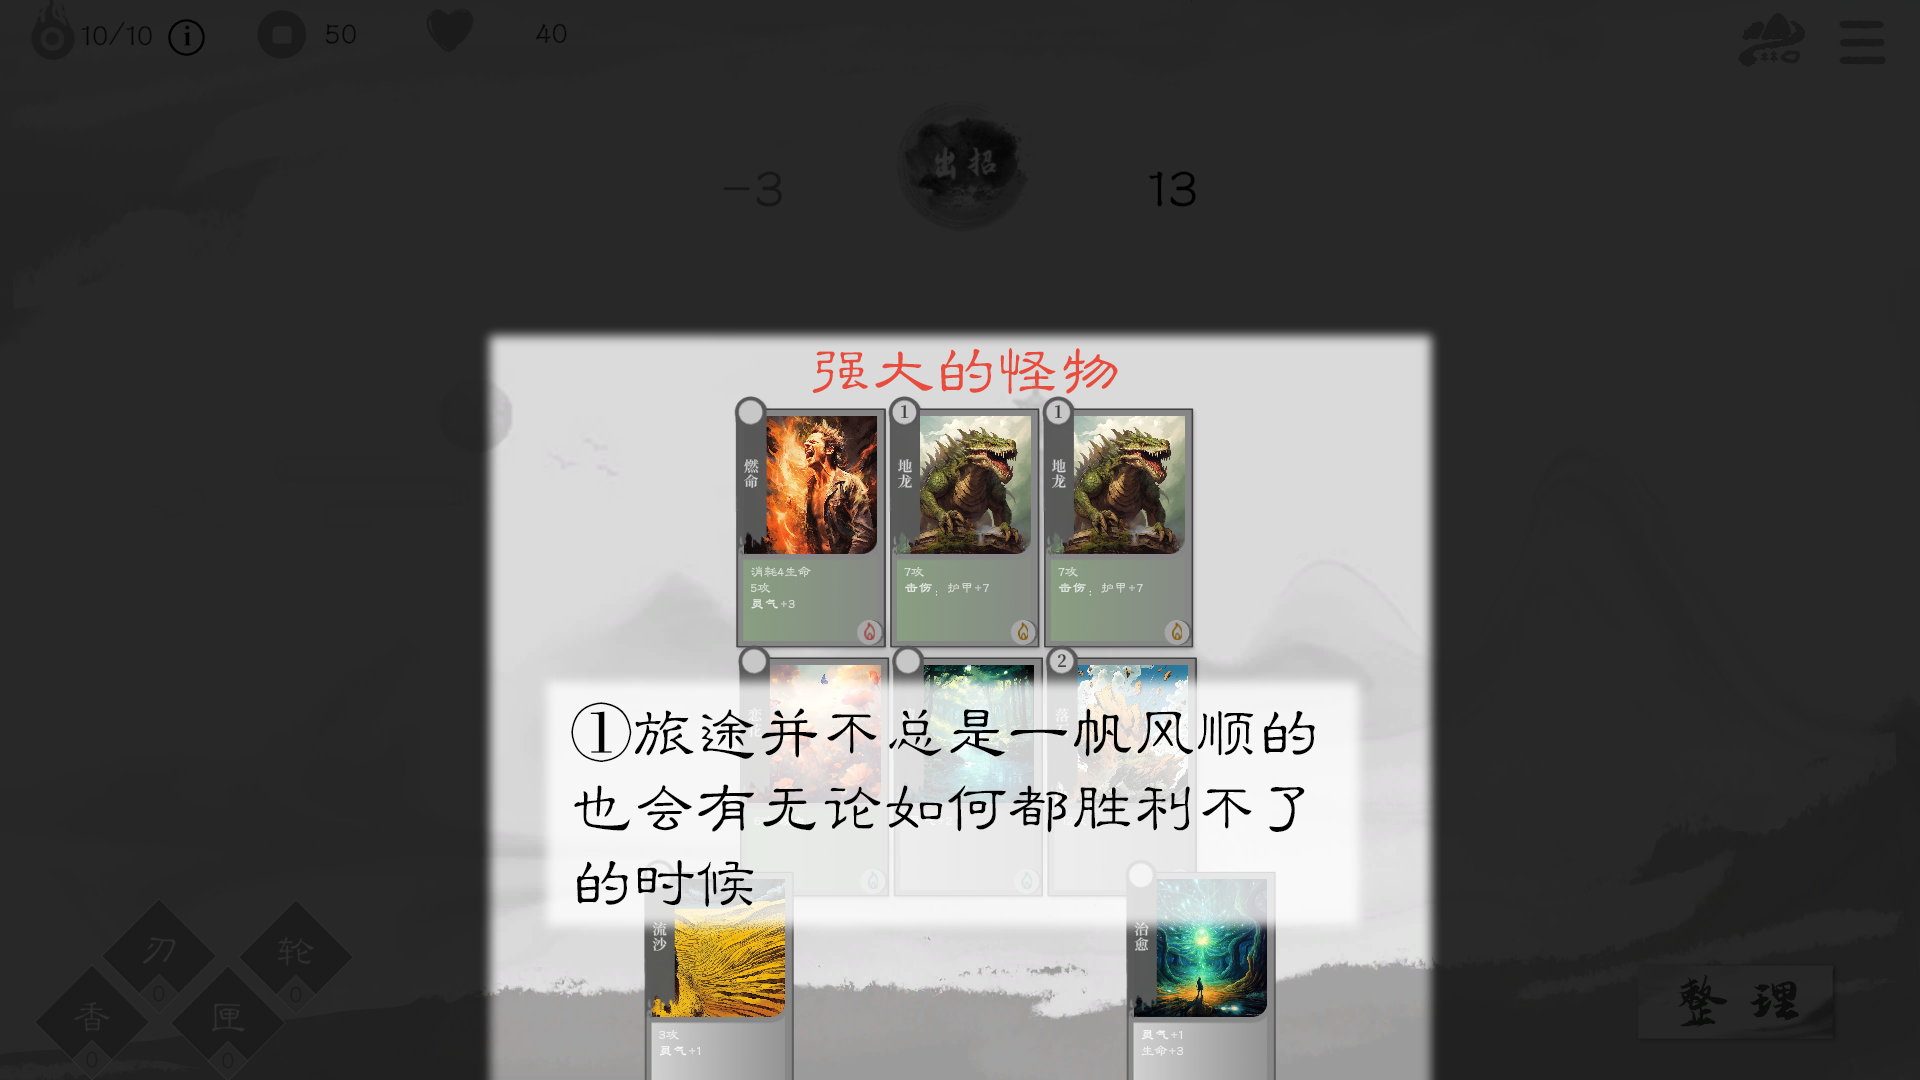 10/10 i 50 40
出招
-3 13
强大的怪物
1 1
燃命
地龙
地龙
消耗4生命
5攻
灵气+3
7攻
击伤：护甲+7
7攻
击伤：护甲+7
2
①旅途并不总是一帆风顺的
也会有无论如何都胜利不了
的时候
流沙
治愈
3攻
灵气+1
灵气+1
生命+3
刃 轮
0 0
香 匣
0 0
整理